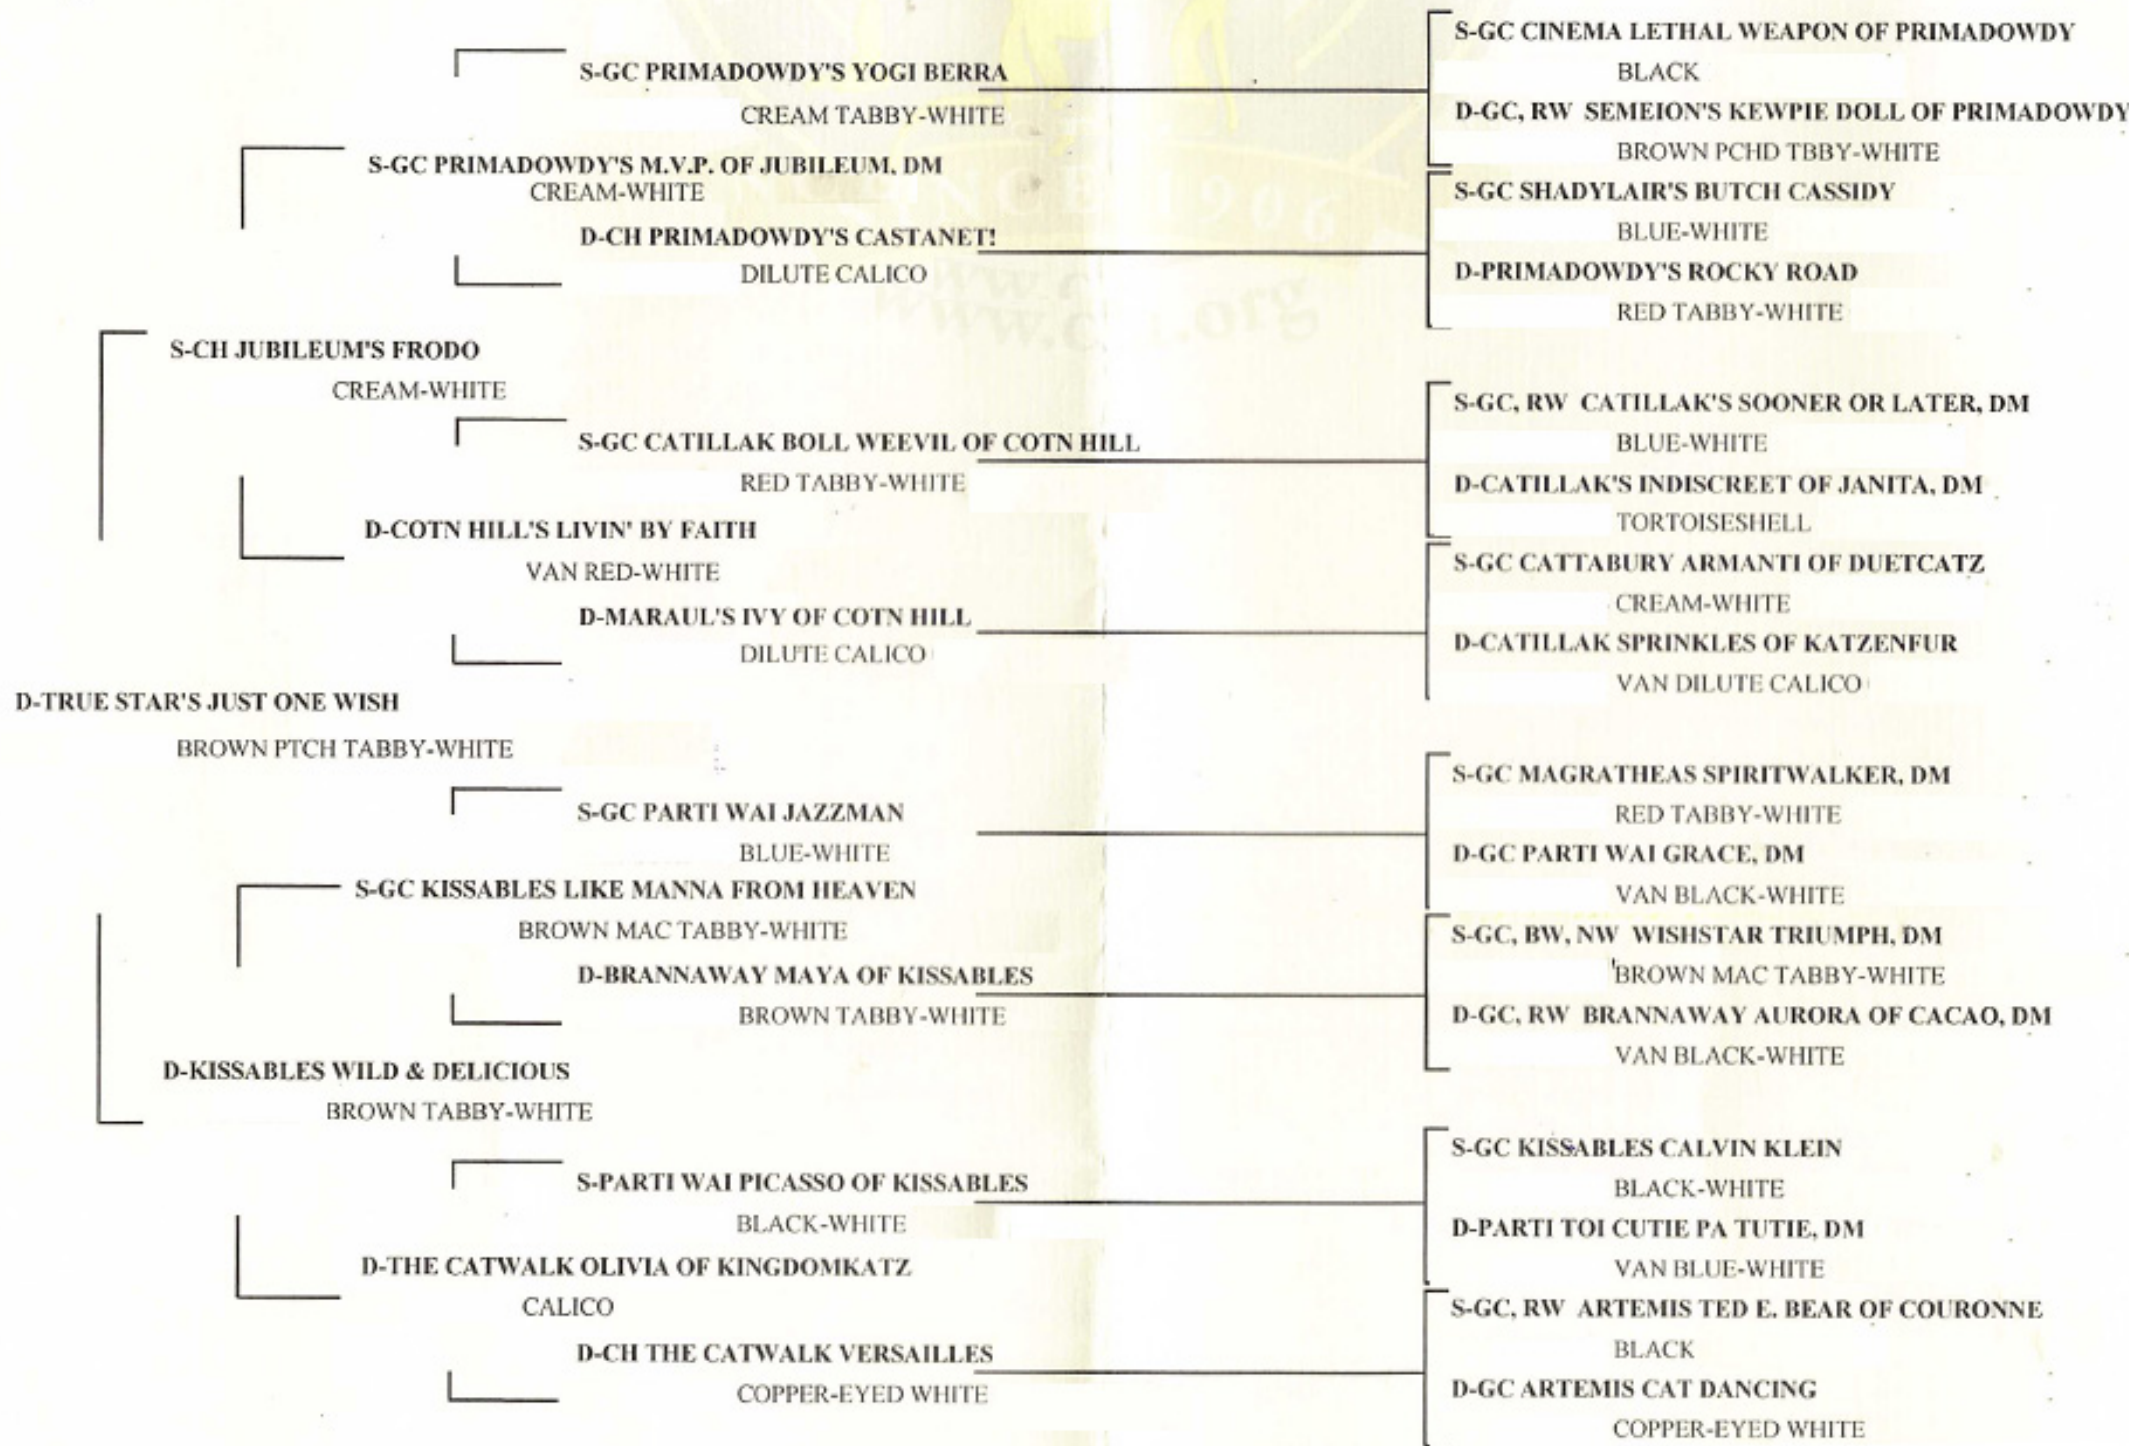 S-GC CINEMA LETHAL WEAPON OF PRIMADOWDY
S-GC PRIMADOWDY'S YOGI BERRA
BLACK
CREAM TABBY-WHITE
D-GC, RW SEMEION'S KEWPIE DOLL OF PRIMADOWDY
BROWN PCHD TBBY-WHITE
S-GC PRIMADOWDY'S M.V.P. OF JUBILEUM, DM
CREAM-WHITE
SINCE 1906
S-GC SHADYLAIR'S BUTCH CASSIDY
D-CH PRIMADOWDY'S CASTANET!
BLUE-WHITE
DILUTE CALICO
D-PRIMADOWDY'S ROCKY ROAD
RED TABBY-WHITE
S-CH JUBILEUM'S FRODO
CREAM-WHITE
S-GC, RW CATILLAK'S SOONER OR LATER, DM
S-GC CATILLAK BOLL WEEVIL OF COTN HILL
BLUE-WHITE
RED TABBY-WHITE
D-CATILLAK'S INDISCREET OF JANITA, DM
TORTOISESHELL
D-COTN HILL'S LIVIN' BY FAITH
VAN RED-WHITE
S-GC CATTABURY ARMANTI OF DUETCATZ
CREAM-WHITE
D-MARAUL'S IVY OF COTN HILL
DILUTE CALICO
D-CATILLAK SPRINKLES OF KATZENFUR
VAN DILUTE CALICO
D-TRUE STAR'S JUST ONE WISH
BROWN PTCH TABBY-WHITE
S-GC MAGRATHEAS SPIRITWALKER, DM
S-GC PARTI WAI JAZZMAN
RED TABBY-WHITE
BLUE-WHITE
D-GC PARTI WAI GRACE, DM
VAN BLACK-WHITE
S-GC KISSABLES LIKE MANNA FROM HEAVEN
BROWN MAC TABBY-WHITE
S-GC, BW, NW WISHSTAR TRIUMPH, DM
D-BRANNAWAY MAYA OF KISSABLES
BROWN MAC TABBY-WHITE
BROWN TABBY-WHITE
D-GC, RW BRANNAWAY AURORA OF CACAO, DM
VAN BLACK-WHITE
D-KISSABLES WILD & DELICIOUS
BROWN TABBY-WHITE
S-GC KISSABLES CALVIN KLEIN
S-PARTI WAI PICASSO OF KISSABLES
BLACK-WHITE
BLACK-WHITE
D-PARTI TOI CUTIE PA TUTIE, DM
VAN BLUE-WHITE
D-THE CATWALK OLIVIA OF KINGDOMKATZ
CALICO
S-GC, RW ARTEMIS TED E. BEAR OF COURONNE
D-CH THE CATWALK VERSAILLES
BLACK
COPPER-EYED WHITE
D-GC ARTEMIS CAT DANCING
COPPER-EYED WHITE